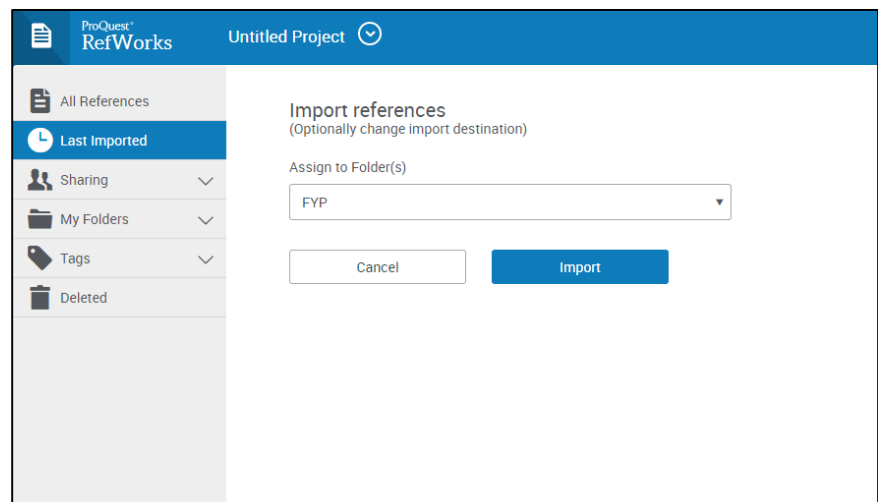 ProQuest°
RefWorks
Untitled Project
All References
Last Imported
Sharing
My Folders
Tags
Deleted
Import references
(Optionally change import destination)
Assign to Folder(s)
FYP
Cancel
Import